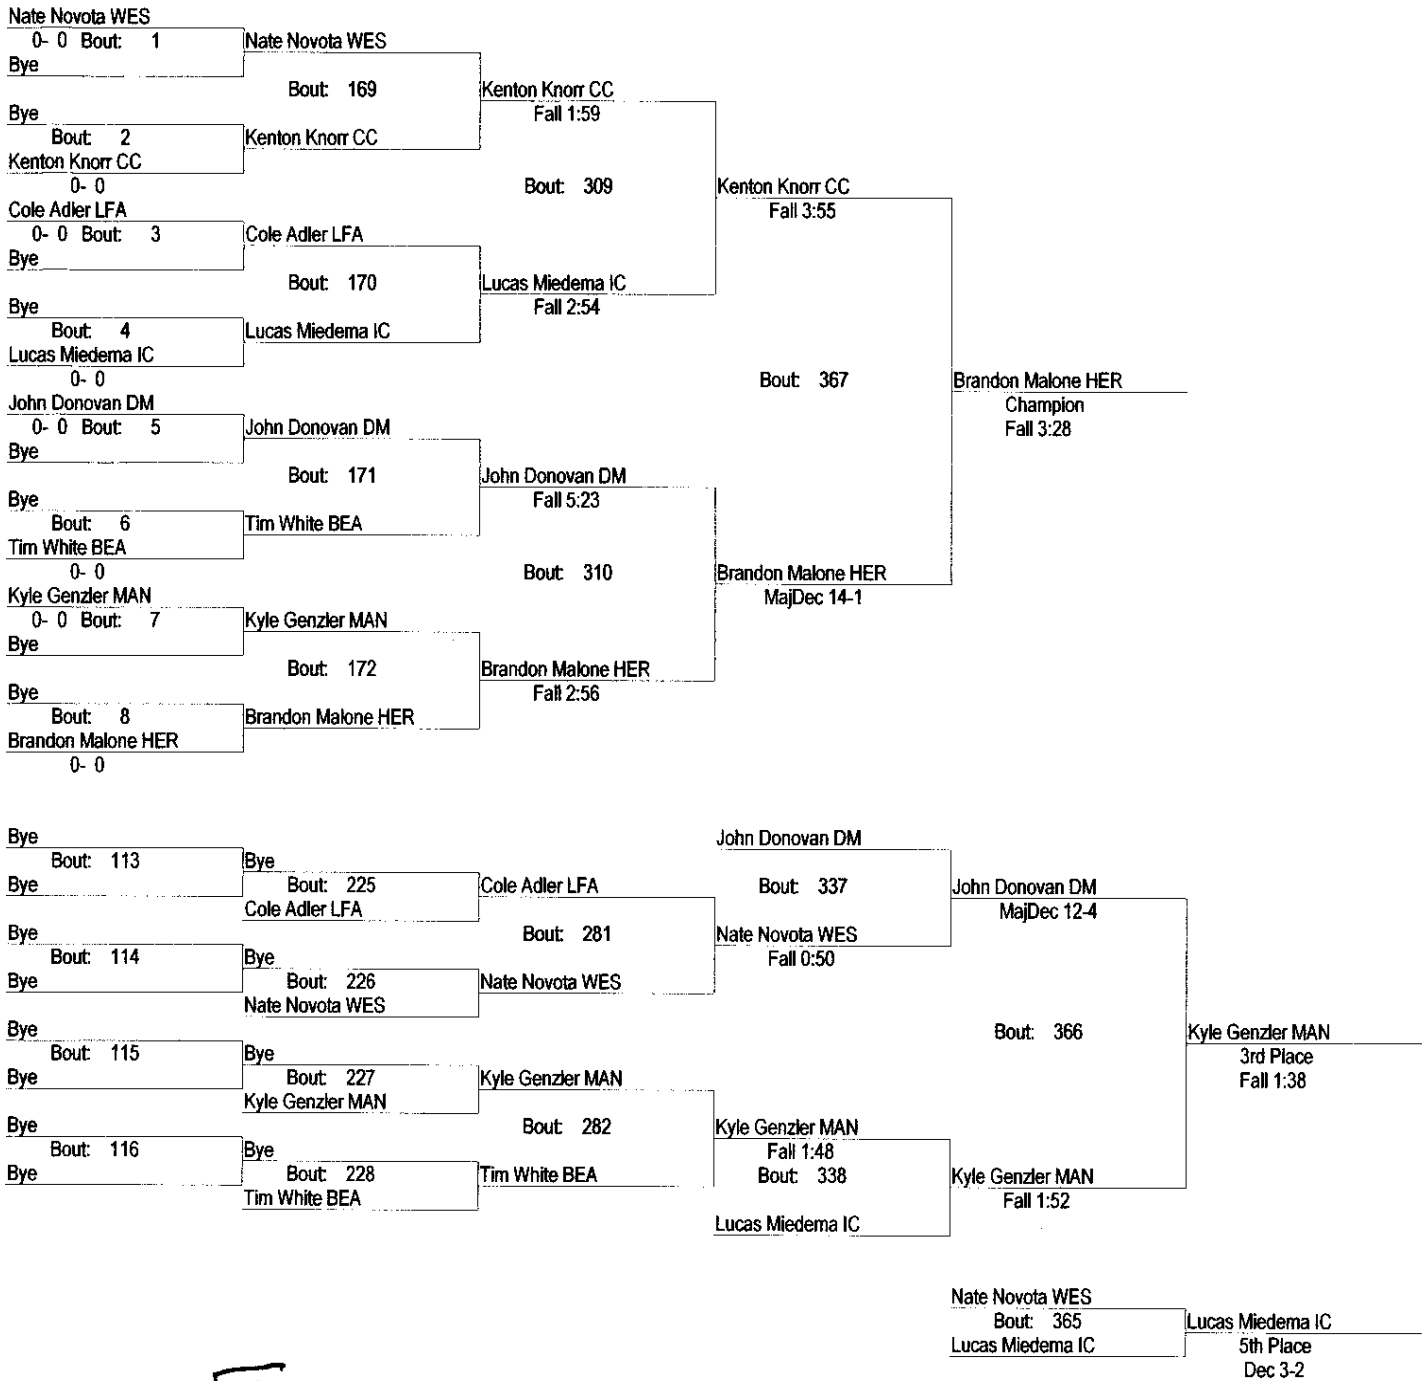 Nate Novota WES
0- 0 Bout: 1
Bye
Nate Novota WES
Bout: 169
Kenton Knorr CC
Fall 1:59
Bye
Bout: 2
Kenton Knorr CC
Kenton Knorr CC
0- 0
Bout: 309
Kenton Knorr CC
Fall 3:55
Cole Adler LFA
0- 0 Bout: 3
Bye
Cole Adler LFA
Bout: 170
Lucas Miedema IC
Fall 2:54
Bye
Bout: 4
Lucas Miedema IC
Lucas Miedema IC
0- 0
Bout: 367
Brandon Malone HER
Champion
Fall 3:28
John Donovan DM
0- 0 Bout: 5
Bye
John Donovan DM
Bout: 171
John Donovan DM
Fall 5:23
Bye
Bout: 6
Tim White BEA
Tim White BEA
0- 0
Bout: 310
Brandon Malone HER
MajDec 14-1
Kyle Genzler MAN
0- 0 Bout: 7
Bye
Kyle Genzler MAN
Bout: 172
Brandon Malone HER
Fall 2:56
Bye
Bout: 8
Brandon Malone HER
Brandon Malone HER
0- 0
Bye
Bout: 113
Bye
Bye
Bout: 225
Cole Adler LFA
Cole Adler LFA
John Donovan DM
Bout: 337
John Donovan DM
MajDec 12-4
Bye
Bout: 114
Bye
Bye
Bout: 226
Nate Novota WES
Bout: 281
Nate Novota WES
Nate Novota WES
Fall 0:50
Bye
Bout: 115
Bye
Bye
Bout: 227
Kyle Genzler MAN
Kyle Genzler MAN
Bout: 366
Kyle Genzler MAN
3rd Place
Fall 1:38
Bye
Bout: 116
Bye
Bye
Bout: 228
Tim White BEA
Bout: 282
Tim White BEA
Kyle Genzler MAN
Fall 1:48
Bout: 338
Lucas Miedema IC
Kyle Genzler MAN
Fall 1:52
Nate Novota WES
Bout: 365
Lucas Miedema IC
Lucas Miedema IC
5th Place
Dec 3-2